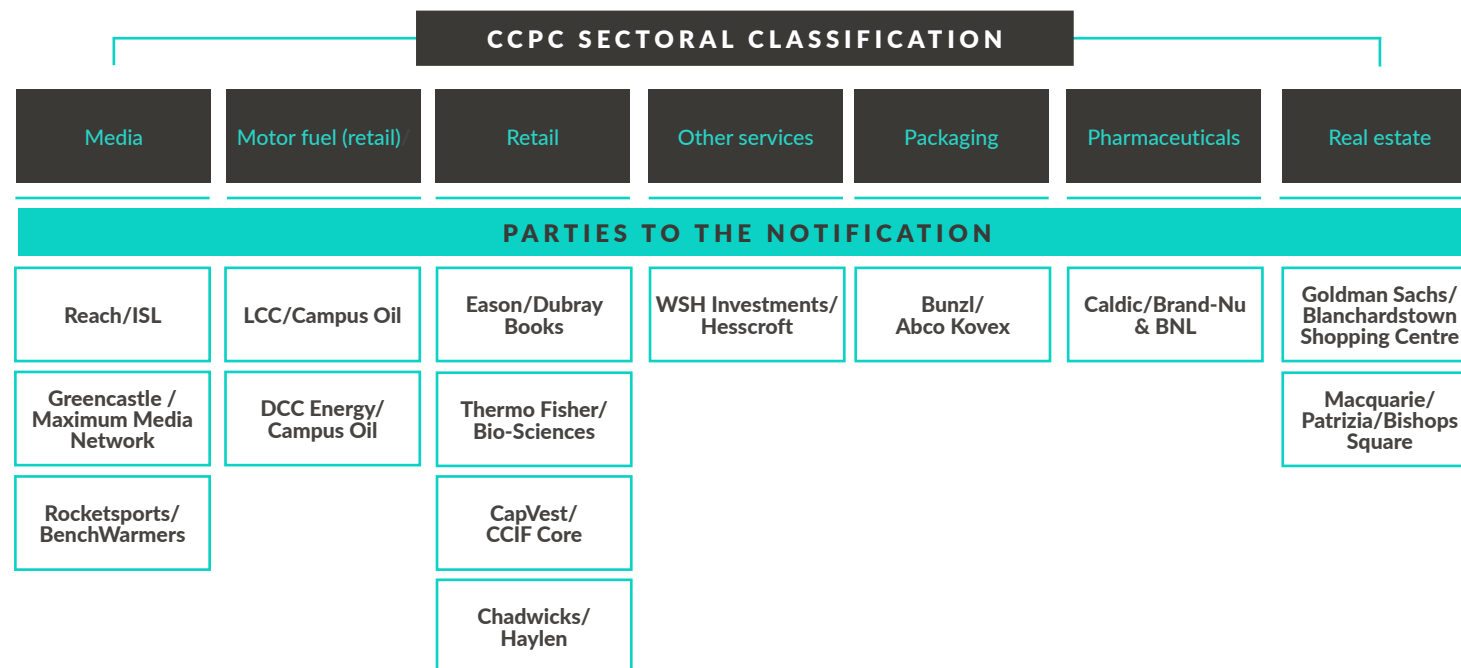 CCPC SECTORAL CLASSIFICATION
Media
Motor fuel (retail)/
Retail
Other services
Packaging
Pharmaceuticals
Real estate
PARTIES TO THE NOTIFICATION
Reach/ISL
LCC/Campus Oil
Eason/Dubray
Books
WSH Investments/
Hesscroft
Bunzl/
Abco Kovex
Caldic/Brand-Nu
& BNL
Goldman Sachs/
Blanchardstown
Shopping Centre
Greencastle /
Maximum Media
Network
DCC Energy/
Campus Oil
Thermo Fisher/
Bio-Sciences
Macquarie/
Patrizia/Bishops
Square
Rocketsports/
BenchWarmers
CapVest/
CCIF Core
Chadwicks/
Haylen